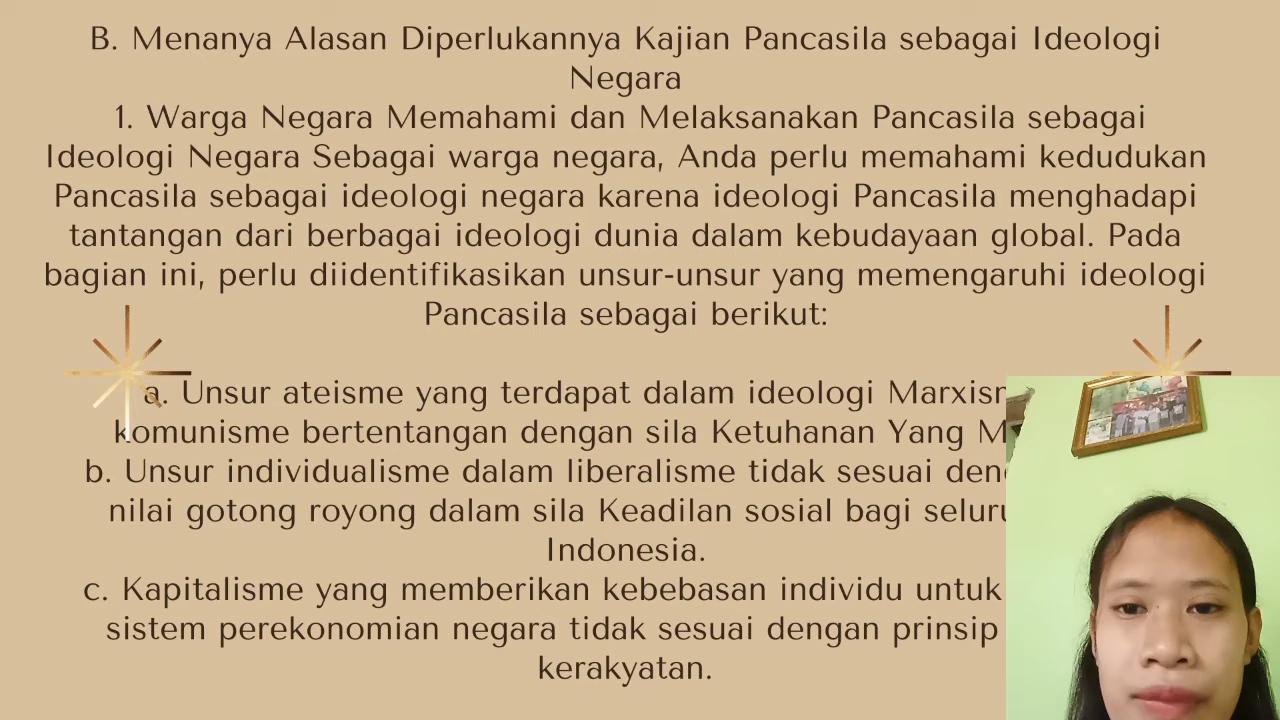 B. Menanya Alasan Diperlukannya Kajian Pancasila sebagai Ideologi
Negara
1. Warga Negara Memahami dan Melaksanakan Pancasila sebagai
Ideologi Negara Sebagai warga negara, Anda perlu memahami kedudukan
Pancasila sebagai ideologi negara karena ideologi Pancasila menghadapi
tantangan dari berbagai ideologi dunia dalam kebudayaan global. Pada
bagian ini, perlu diidentifikasikan unsur-unsur yang memengaruhi ideologi
Pancasila sebagai berikut:
a. Unsur ateisme yang terdapat dalam ideologi
komunisme bertentangan dengan sila Ketuhanan Yang
b. Unsur individualisme dalam liberalisme tidak sesuai
nilai gotong royong dalam sila Keadilan sosial bagi
Indonesia.
c. Kapitalisme yang memberikan kebebasan individu untuk
sistem perekonomian negara tidak sesuai dengan prinsip
kerakyatan.